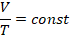 V/T = const